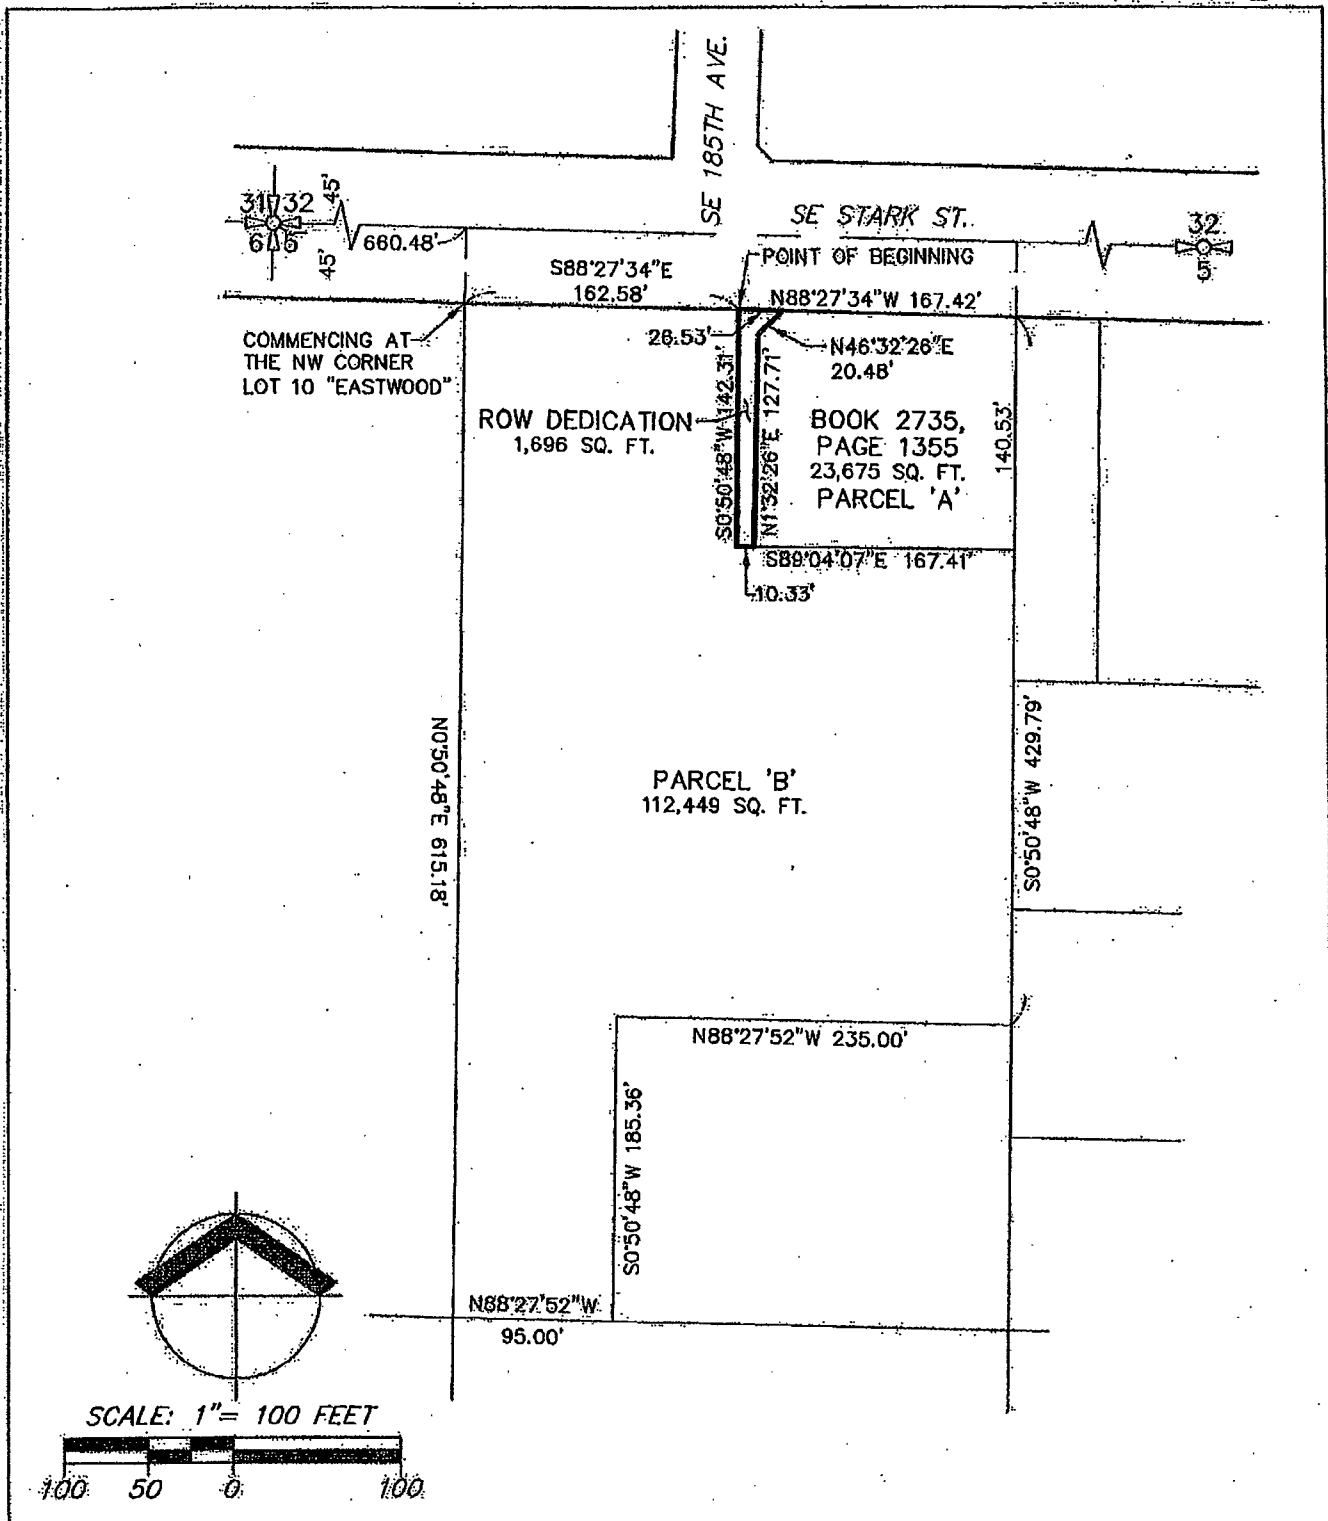 SE 185TH AVE.
SE STARK ST.
31 32
6 6
45'
45'
660.48'
32
5
S88°27'34"E
162.58'
POINT OF BEGINNING
N88°27'34"W 167.42'
COMMENCING AT
THE NW CORNER
LOT 10 "EASTWOOD"
26.53'
N46°32'26"E
20.48'
ROW DEDICATION
1,696 SQ. FT.
S0°50'48"W 142.31'
N1°32'26"E 127.71'
BOOK 2735,
PAGE 1355
23,675 SQ. FT.
PARCEL 'A'
140.53'
S89°04'07"E 167.41'
10.33'
N0°50'48"E 615.18'
PARCEL 'B'
112,449 SQ. FT.
S0°50'48"W 429.79'
N88°27'52"W 235.00'
S0°50'48"W 185.36'
N88°27'52"W
95.00'
SCALE: 1"= 100 FEET
100 50 0 100